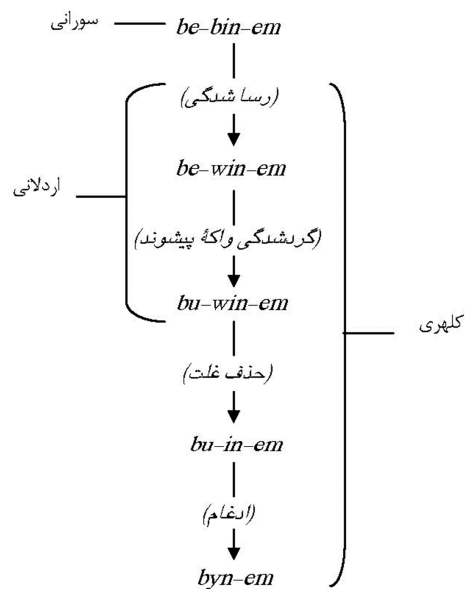 سورانی
be-bin-em
(رسا شدگی)
be-win-em
اردلانی
(گردشدگی واکهٔ پیشوند)
bu-win-em
کلهری
(حذف غلت)
bu-in-em
(ادغام)
byn-em